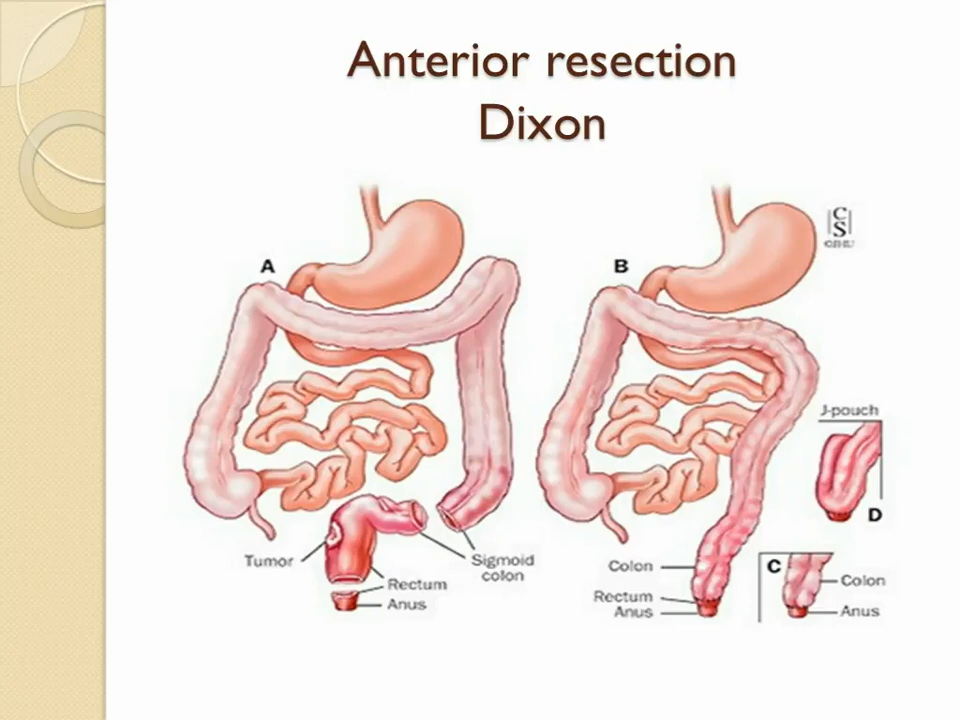 Anterior resection
Dixon
A
B
C
S
J-pouch
D
Tumor
Sigmoid
colon
Rectum
Anus
Colon
Rectum
Anus
C
Colon
Anus